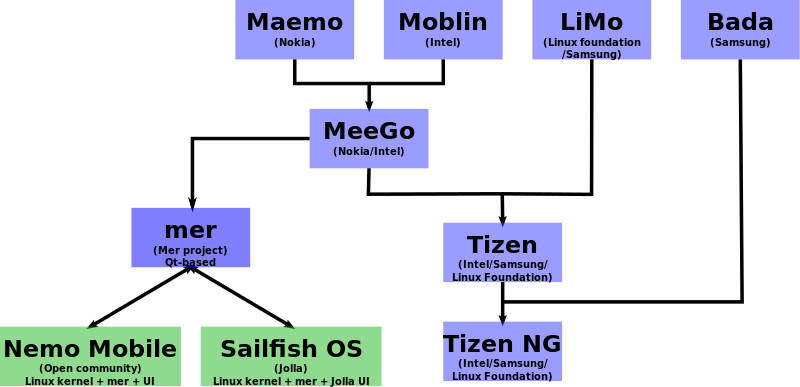 Maemo
(Nokia)
Moblin
(Intel)
LiMo
(Linux foundation
/Samsung)
Bada
(Samsung)
MeeGo
(Nokia/Intel)
mer
(Mer project)
Qt-based
Tizen
(Intel/Samsung/
Linux Foundation)
Nemo Mobile
(Open community)
Linux kernel + mer + UI
Sailfish OS
(Jolla)
Linux kernel + mer + Jolla UI
Tizen NG
(Intel/Samsung/
Linux Foundation)